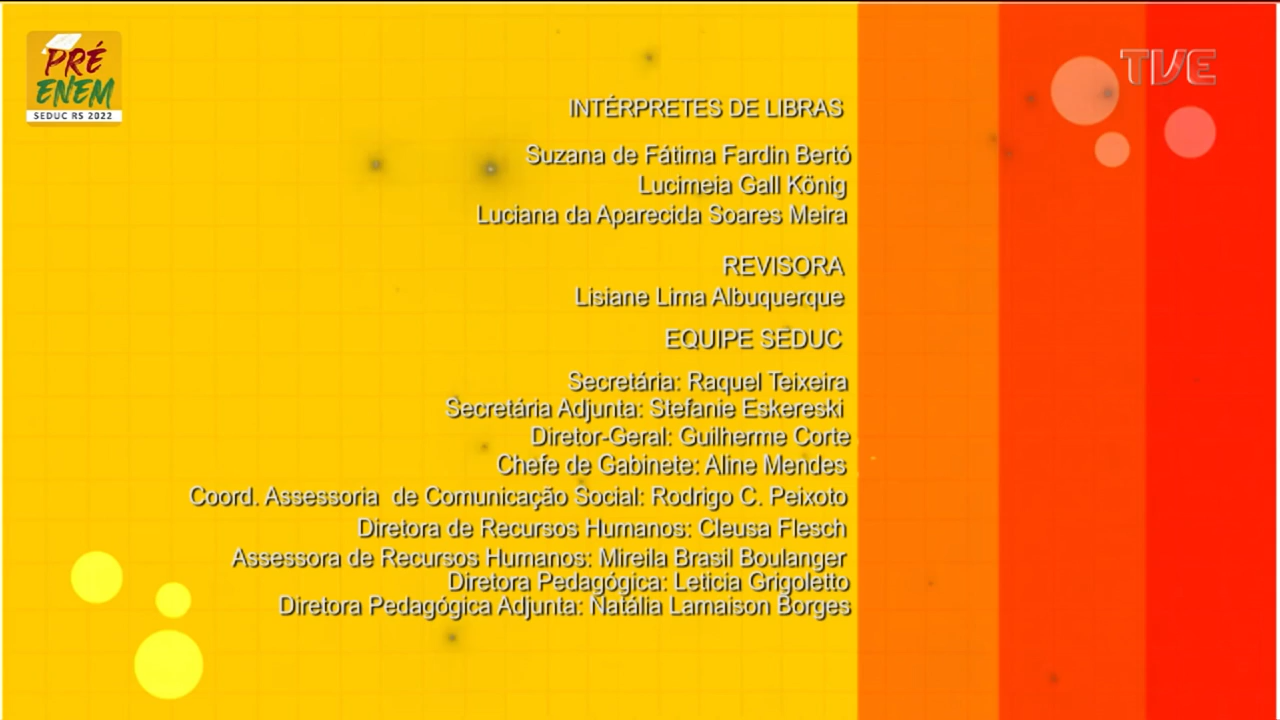 PRÉ
ENEM
SEDUC RS 2022
TVE
INTÉRPRETES DE LIBRAS
Suzana de Fátima Fardin Bertó
Lucimeia Gall König
Luciana da Aparecida Soares Meira
REVISORA
Lisiane Lima Albuquerque
EQUIPE SEDUC
Secretária: Raquel Teixeira
Secretária Adjunta: Stefanie Eskereski
Diretor-Geral: Guilherme Corte
Chefe de Gabinete: Aline Mendes
Coord. Assessoria de Comunicação Social: Rodrigo C. Peixoto
Diretora de Recursos Humanos: Cleusa Flesch
Assessora de Recursos Humanos: Mireila Brasil Boulanger
Diretora Pedagógica: Leticia Grigoletto
Diretora Pedagógica Adjunta: Natália Lamaison Borges